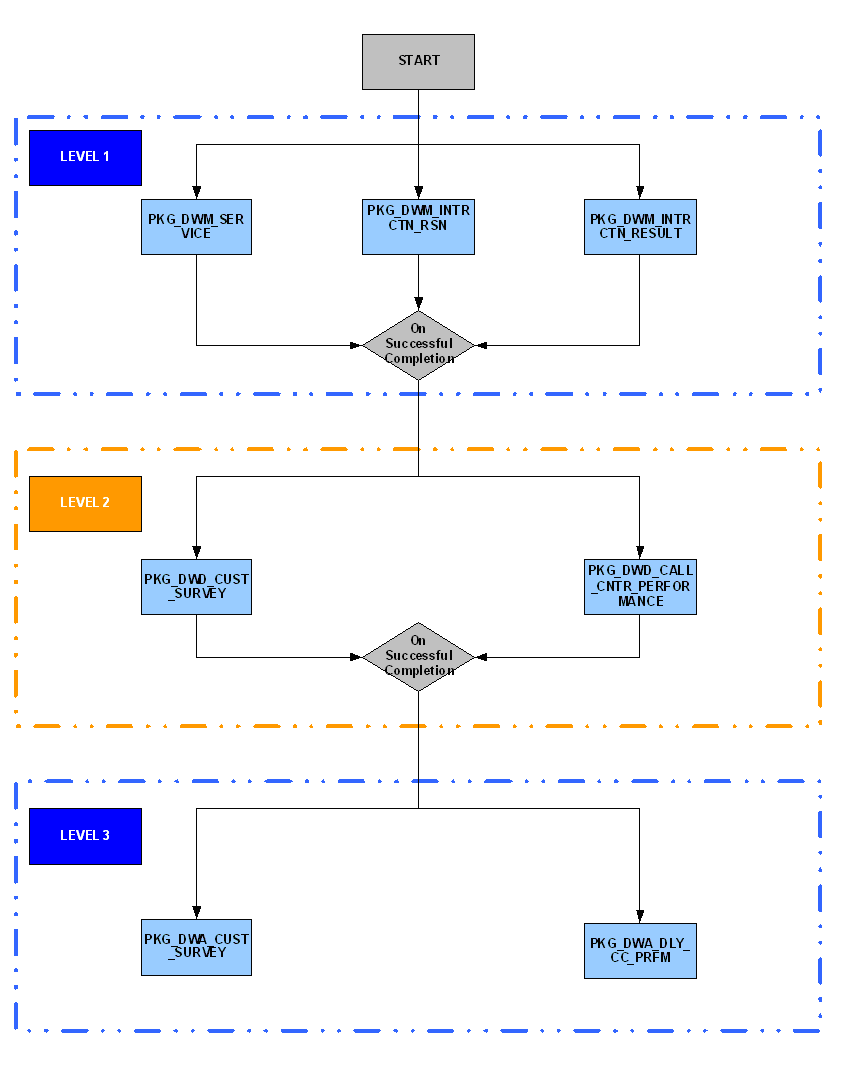 START
LEVEL 1
PKG_DWM_SER
VICE
PKG_DWM_INTR
CTN_RSN
PKG_DWM_INTR
CTN_RESULT
On
Successful
Completion
LEVEL 2
PKG_DWD_CUST
_SURVEY
PKG_DWD_CALL
_CNTR_PERFOR
MANCE
On
Successful
Completion
LEVEL 3
PKG_DWA_CUST
_SURVEY
PKG_DWA_DLY_
CC_PRFM